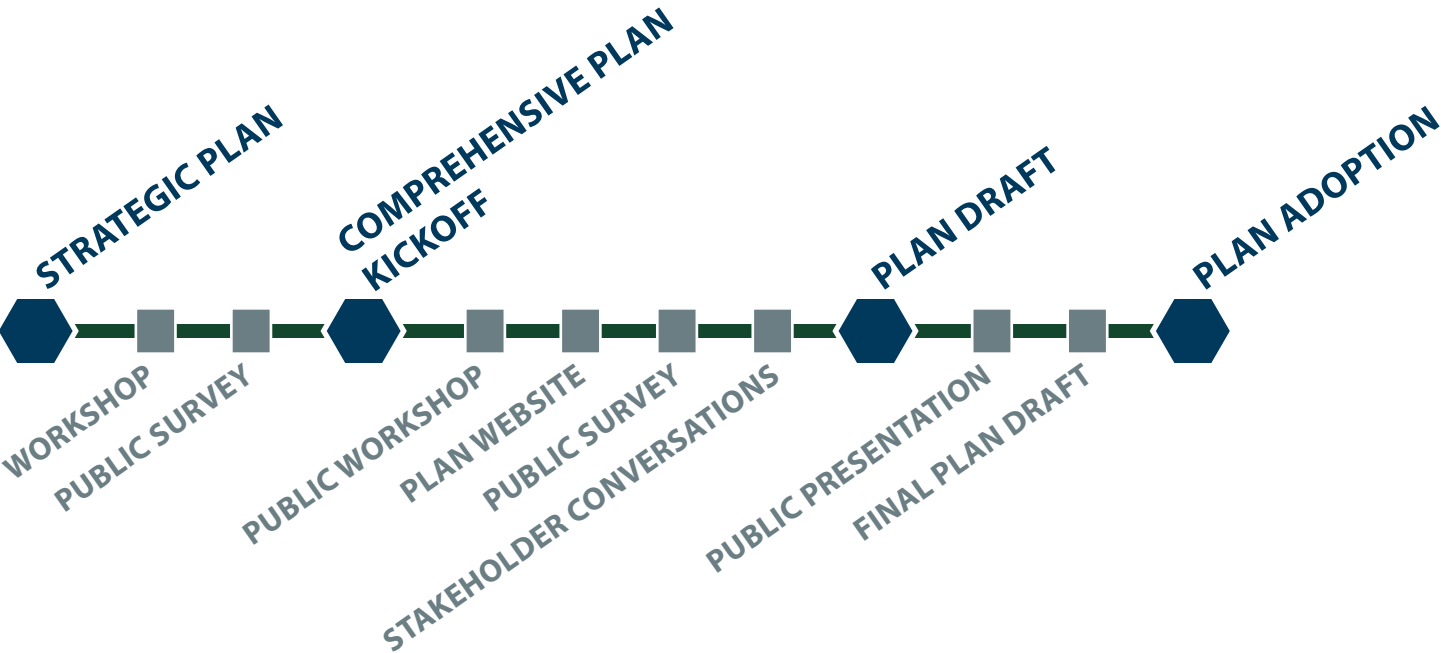 STRATEGIC PLAN
COMPREHENSIVE PLAN
KICKOFF
PLAN DRAFT
PLAN ADOPTION
WORKSHOP
PUBLIC SURVEY
PUBLIC WORKSHOP
PLAN WEBSITE
PUBLIC SURVEY
STAKEHOLDER CONVERSATIONS
PUBLIC PRESENTATION
FINAL PLAN DRAFT